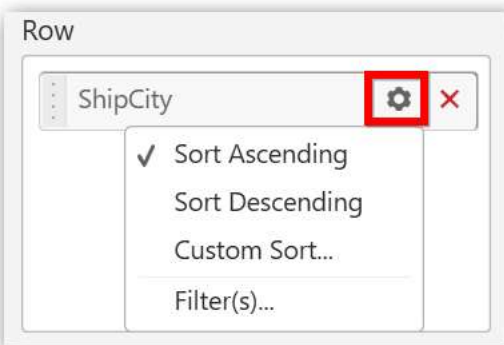 Row
ShipCity
Sort Ascending
Sort Descending
Custom Sort...
Filter(s)...